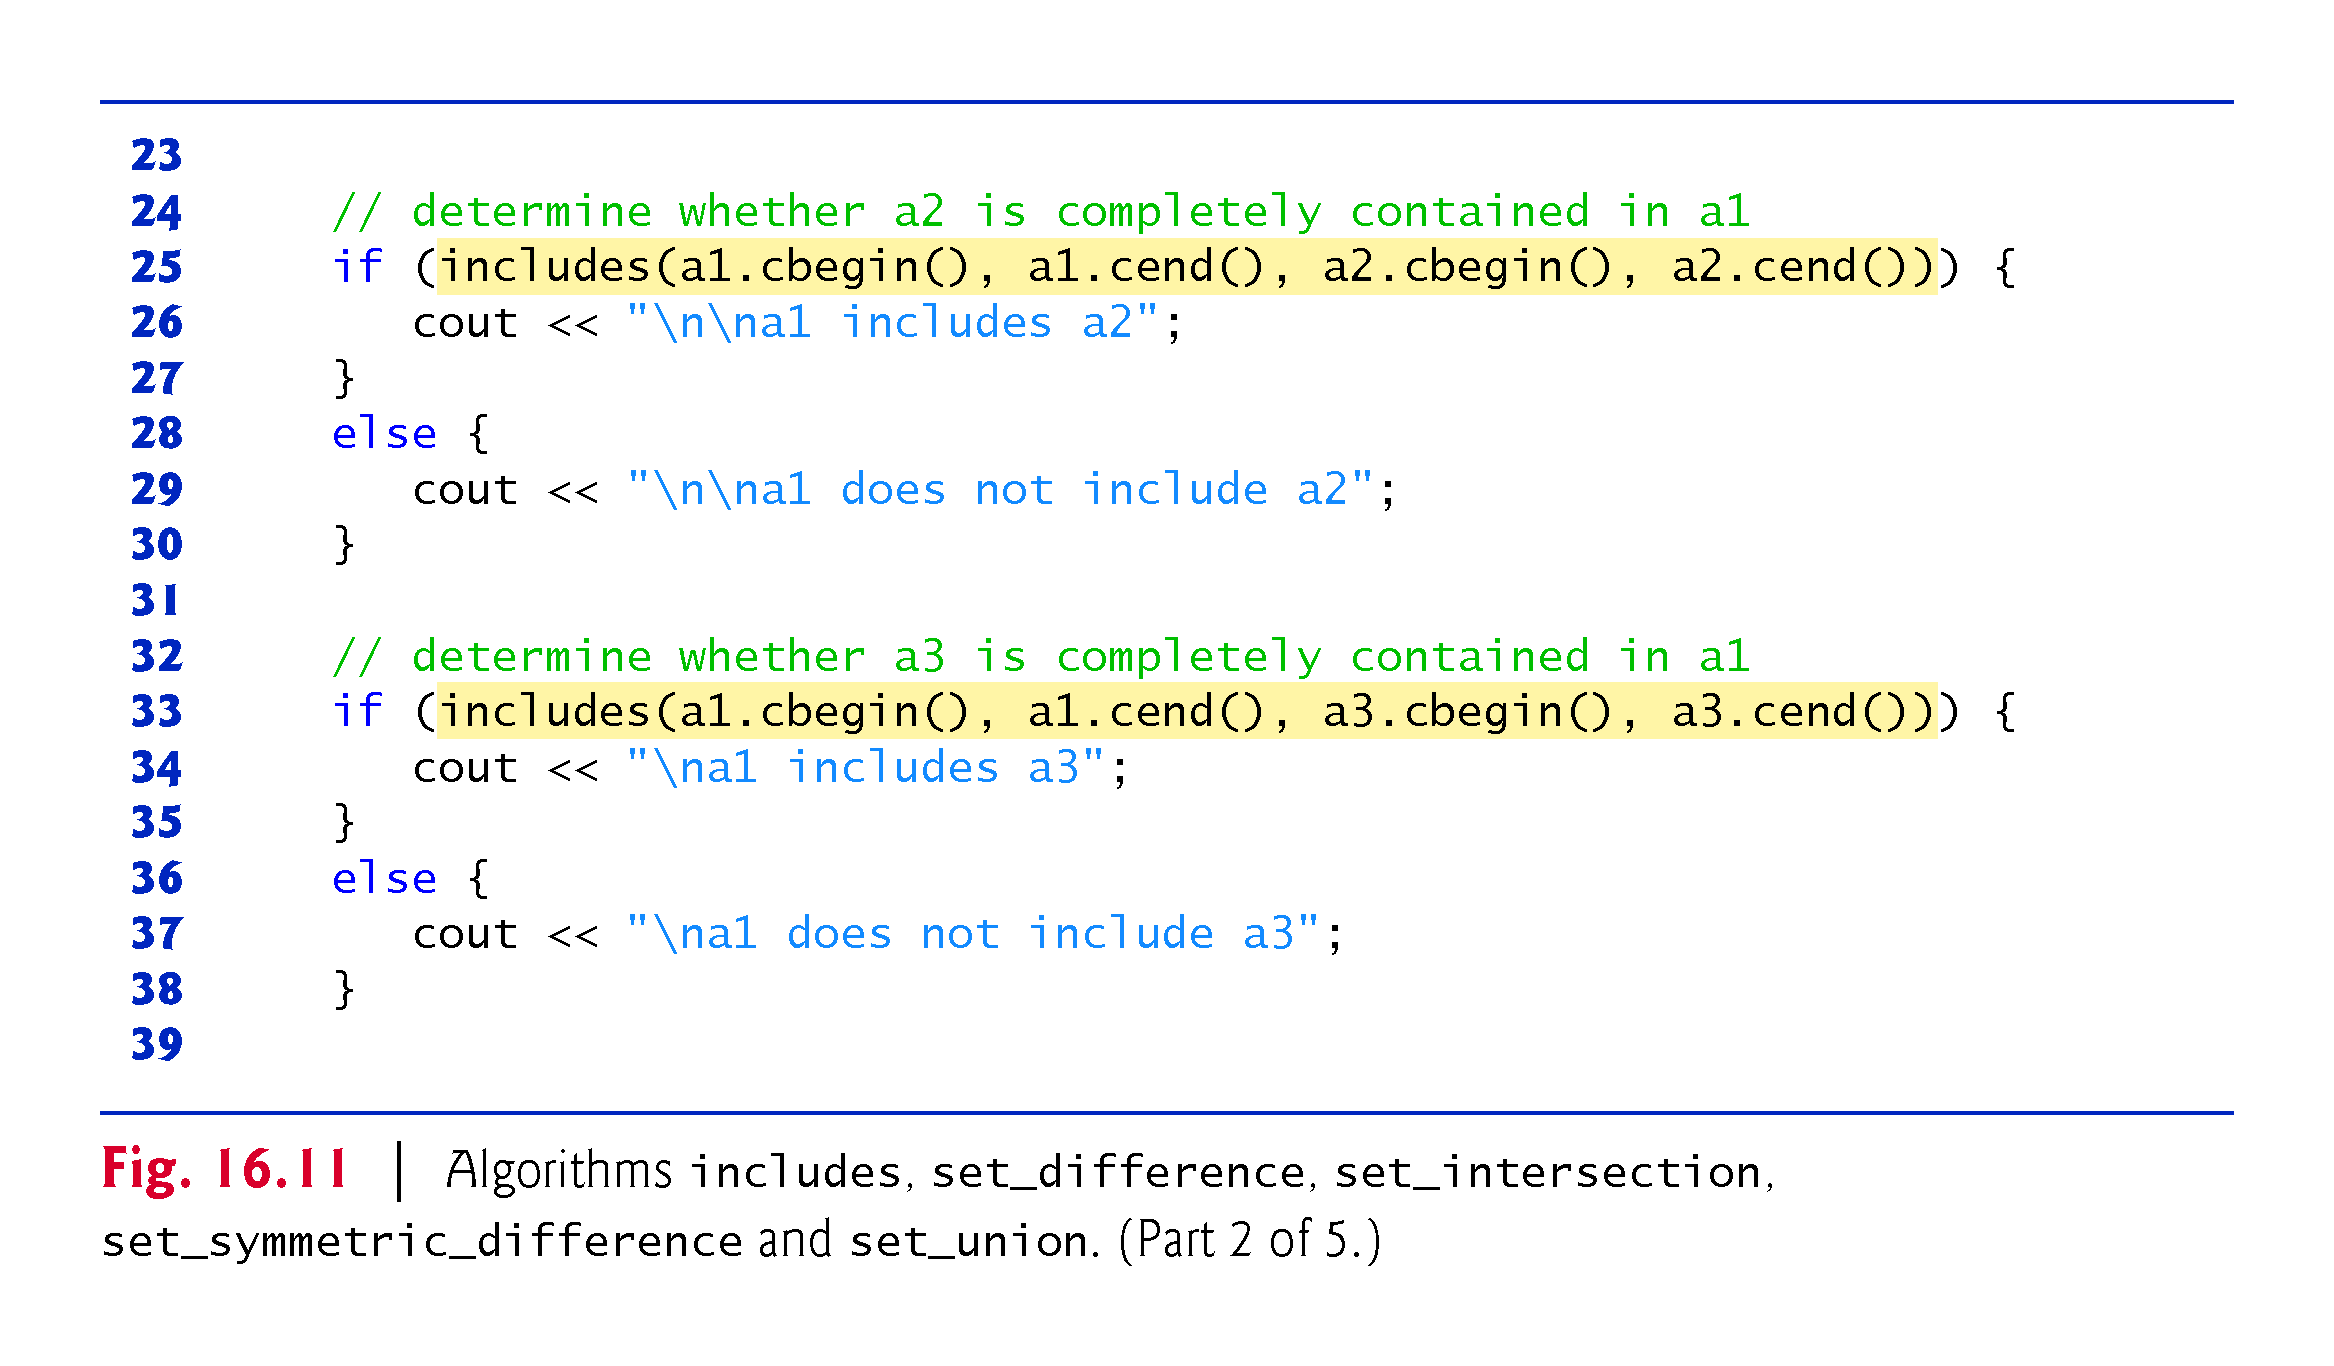 23
24 // determine whether a2 is completely contained in a1
25 if (includes(a1.cbegin(), a1.cend(), a2.cbegin(), a2.cend())) {
26 cout << "\n\na1 includes a2";
27 }
28 else {
29 cout << "\n\na1 does not include a2";
30 }
31
32 // determine whether a3 is completely contained in a1
33 if (includes(a1.cbegin(), a1.cend(), a3.cbegin(), a3.cend())) {
34 cout << "\na1 includes a3";
35 }
36 else {
37 cout << "\na1 does not include a3";
38 }
39
Fig. 16.11 | Algorithms includes, set_difference, set_intersection,
set_symmetric_difference and set_union. (Part 2 of 5.)